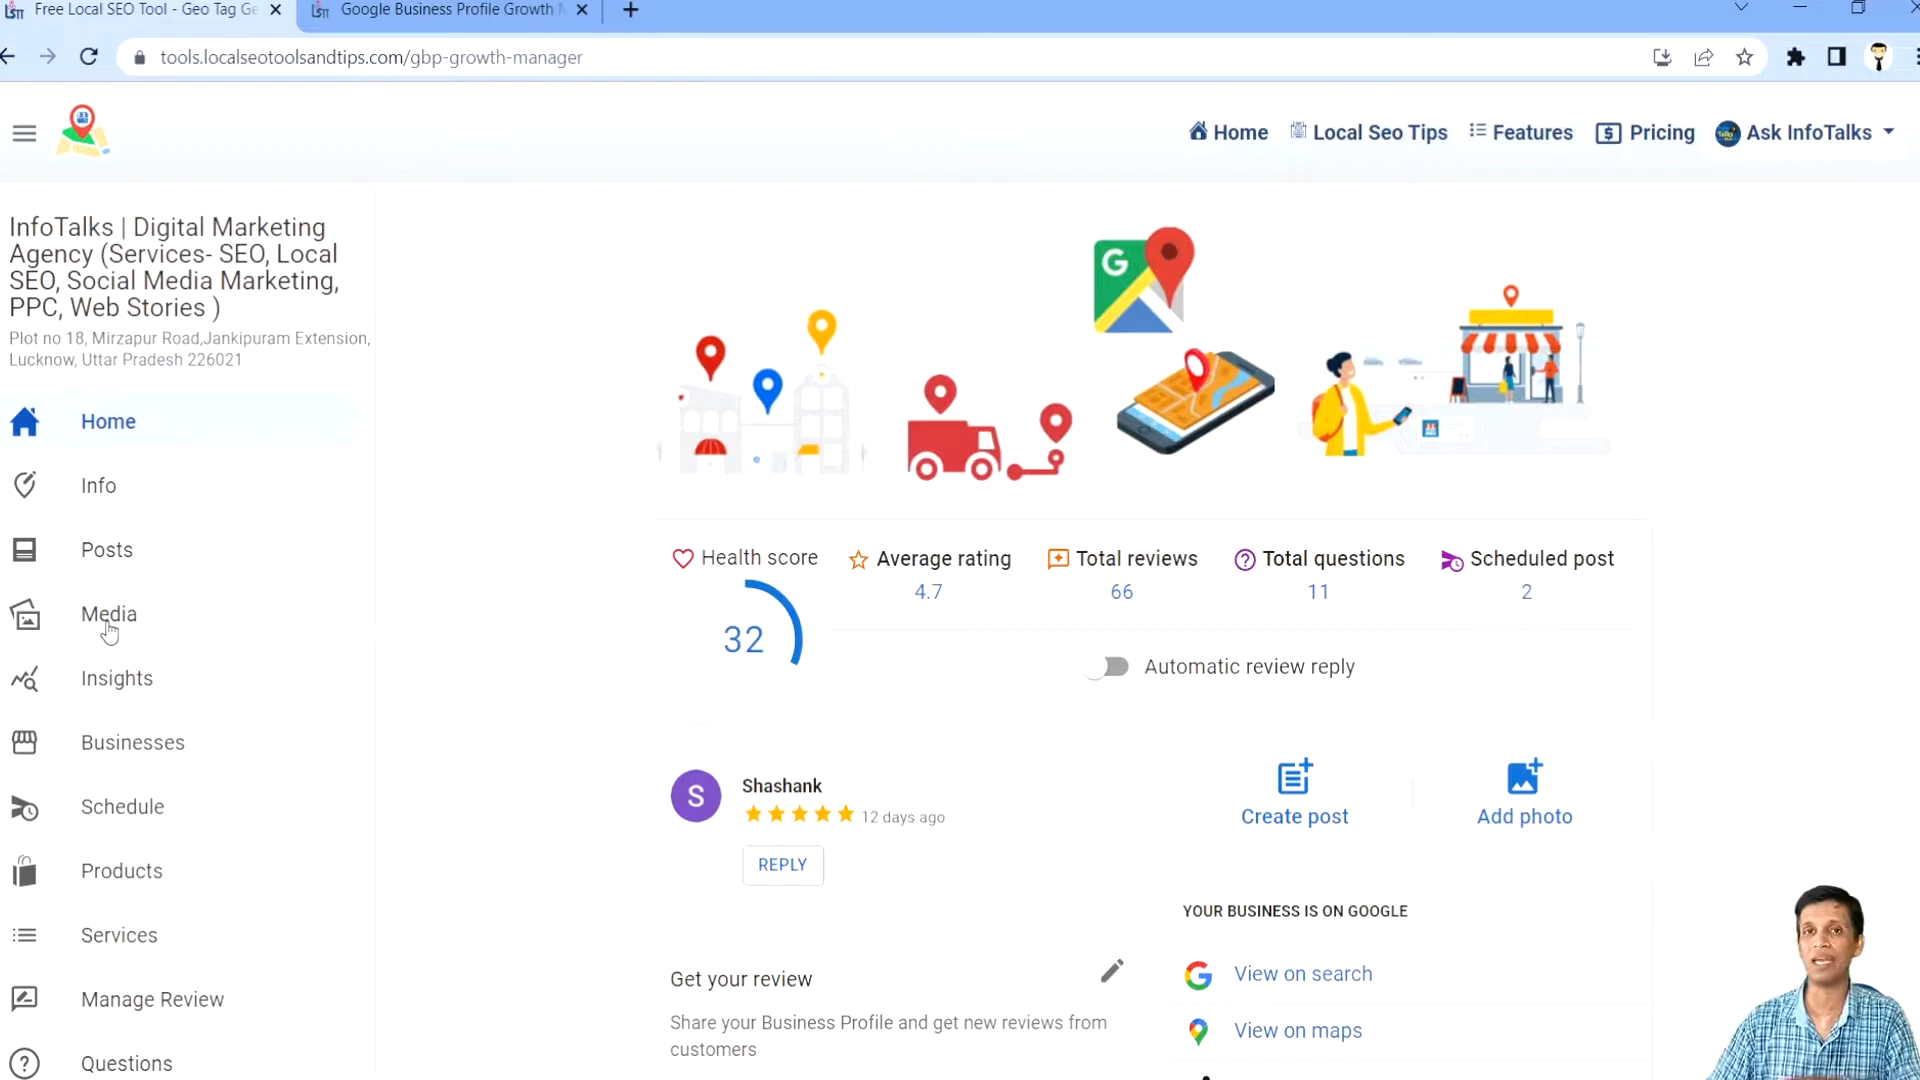 Free Local SEO Tool - Geo Tag Ge
Google Business Profile Growth M
tools.localseotoolsandtips.com/gbp-growth-manager
Home
Local Seo Tips
Features
Pricing
Ask InfoTalks
InfoTalks | Digital Marketing
Agency (Services- SEO, Local
SEO, Social Media Marketing,
PPC, Web Stories )
Plot no 18, Mirzapur Road,Jankipuram Extension,
Lucknow, Uttar Pradesh 226021
Home
Info
Posts
Media
Insights
Businesses
Schedule
Products
Services
Manage Review
Questions
G
Health score
32
Average rating
4.7
Total reviews
66
Total questions
11
Scheduled post
2
Automatic review reply
S
Shashank
12 days ago
REPLY
Create post
Add photo
Get your review
Share your Business Profile and get new reviews from
customers
YOUR BUSINESS IS ON GOOGLE
View on search
View on maps